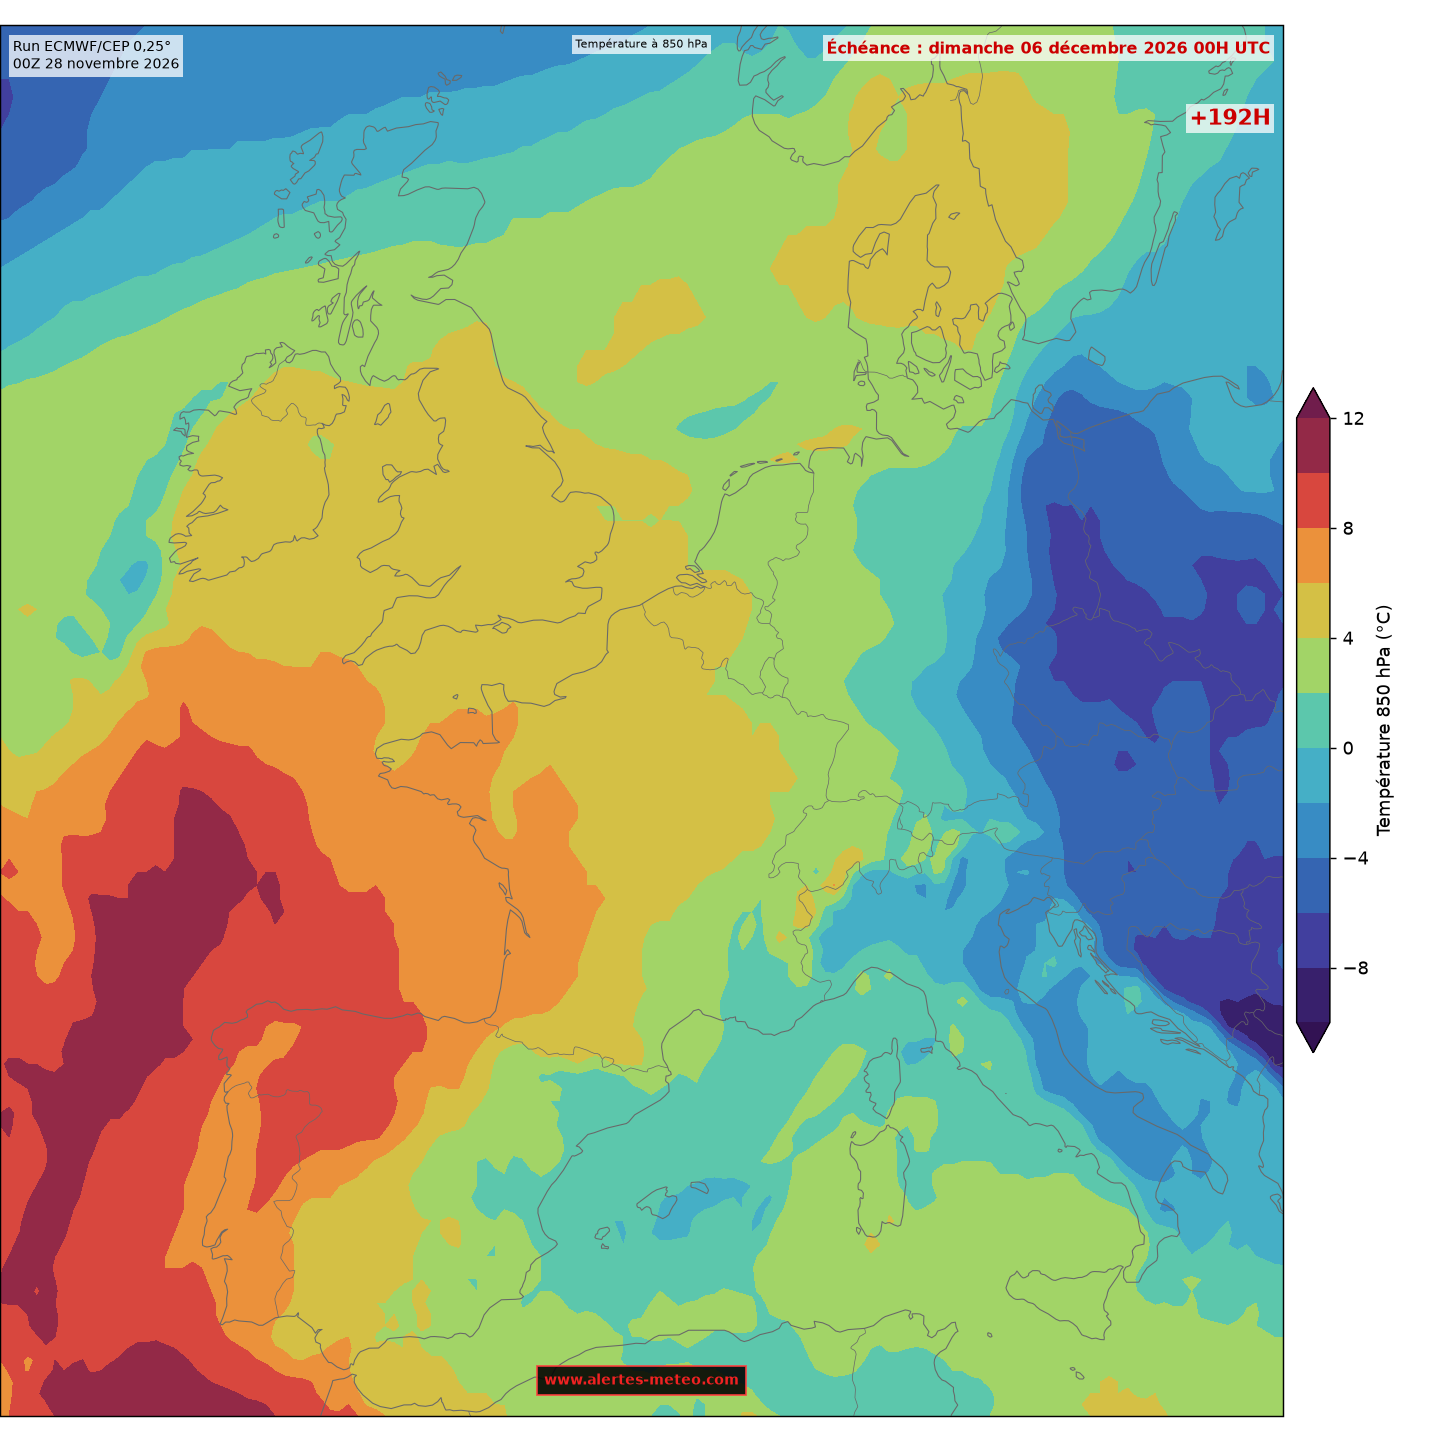 Run ECMWF/CEP 0,25°
00Z 28 novembre 2026
Température à 850 hPa
Échéance : dimanche 06 décembre 2026 00H UTC
+192H
12
8
4
0
−4
−8
Température 850 hPa (°C)
www.alertes-meteo.com